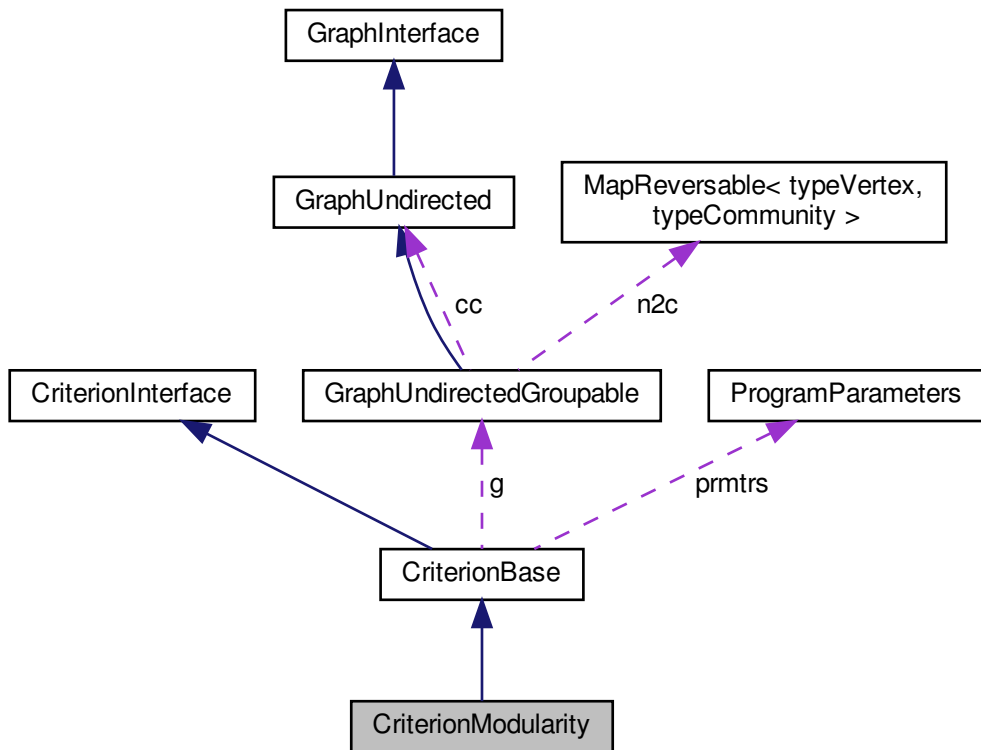 GraphInterface
GraphUndirected
MapReversable< typeVertex,
typeCommunity >
cc
n2c
CriterionInterface
GraphUndirectedGroupable
ProgramParameters
g
prmtrs
CriterionBase
CriterionModularity